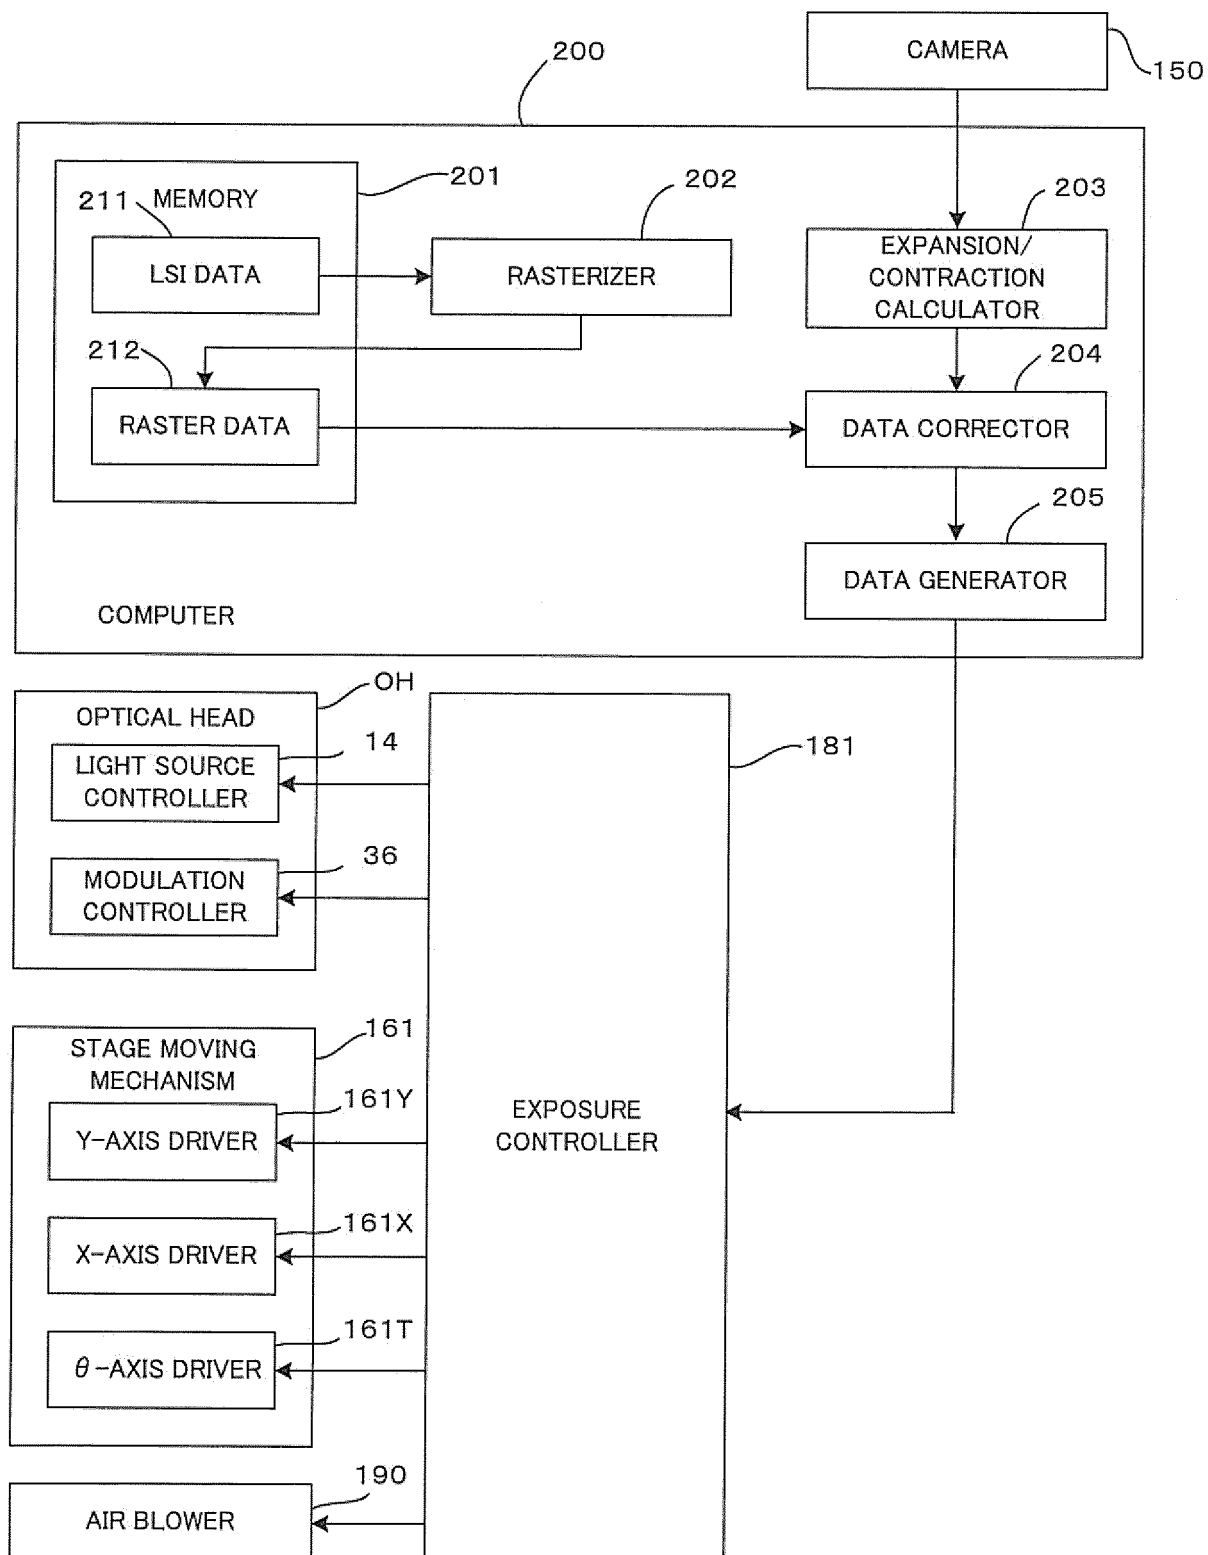 CAMERA
150
200
MEMORY
201
202
203
211
LSI DATA
RASTERIZER
EXPANSION/
CONTRACTION
CALCULATOR
212
204
RASTER DATA
DATA CORRECTOR
205
DATA GENERATOR
COMPUTER
OH
OPTICAL HEAD
14
LIGHT SOURCE
CONTROLLER
181
36
MODULATION
CONTROLLER
161
STAGE MOVING
MECHANISM
161Y
Y-AXIS DRIVER
EXPOSURE
CONTROLLER
161X
X-AXIS DRIVER
161T
θ-AXIS DRIVER
190
AIR BLOWER